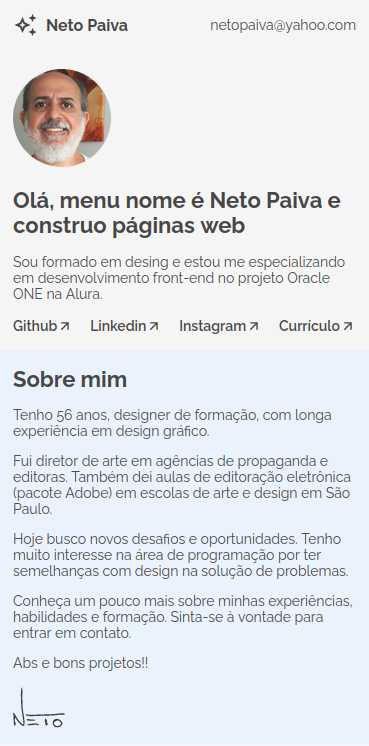 Neto Paiva
netopaiva@yahoo.com
Olá, menu nome é Neto Paiva e
construo páginas web
Sou formado em desing e estou me especializando
em desenvolvimento front-end no projeto Oracle
ONE na Alura.
Github Linkedin Instagram Currículo
Sobre mim
Tenho 56 anos, designer de formação, com longa
experiência em design gráfico.
Fui diretor de arte em agências de propaganda e
editoras. Também dei aulas de editoração eletrônica
(pacote Adobe) em escolas de arte e design em São
Paulo.
Hoje busco novos desafios e oportunidades. Tenho
muito interesse na área de programação por ter
semelhanças com design na solução de problemas.
Conheça um pouco mais sobre minhas experiências,
habilidades e formação. Sinta-se à vontade para
entrar em contato.
Abs e bons projetos!!
NETO